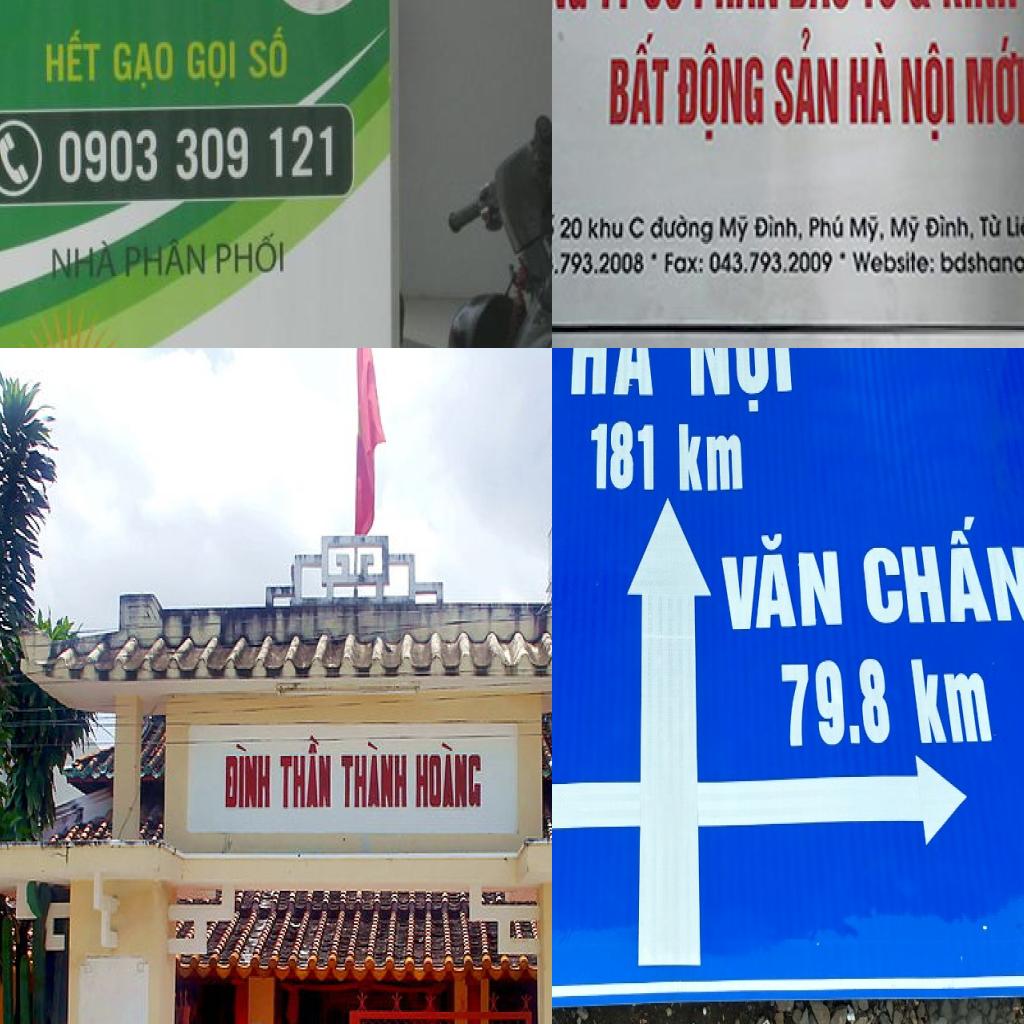 HẾT GẠO GỌI SỐ
0903 309 121
NHÀ PHÂN PHỐI
BẤT ĐỘNG SẢN HÀ NỘI MỚI
20 khu C đường Mỹ Đình, Phú Mỹ, Mỹ Đình, Từ
.793.2008 * Fax: 043.793.2009 * Website:
ĐÌNH THẦN THÀNH HOÀNG
HÀ NỘI
181 km
VĂN CHẤN
79.8 km